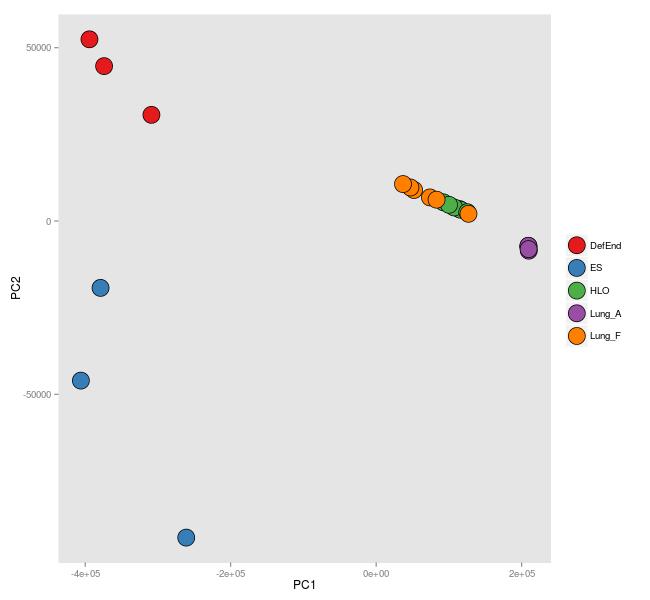 50000
0
-50000
PC2
-4e+05
-2e+05
0e+00
2e+05
PC1
DefEnd
ES
HLO
Lung_A
Lung_F